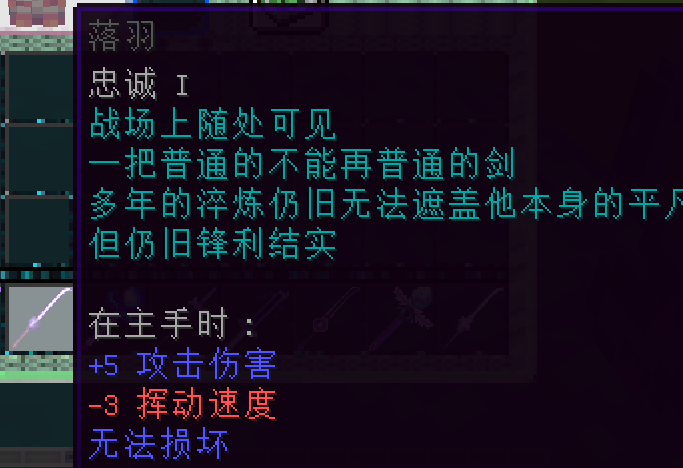 落羽
忠诚 I
战场上随处可见
一把普通的不能再普通的剑
多年的淬炼仍旧无法遮盖他本身的平凡
但仍旧锋利结实
在主手时：
+5 攻击伤害
-3 挥动速度
无法损坏